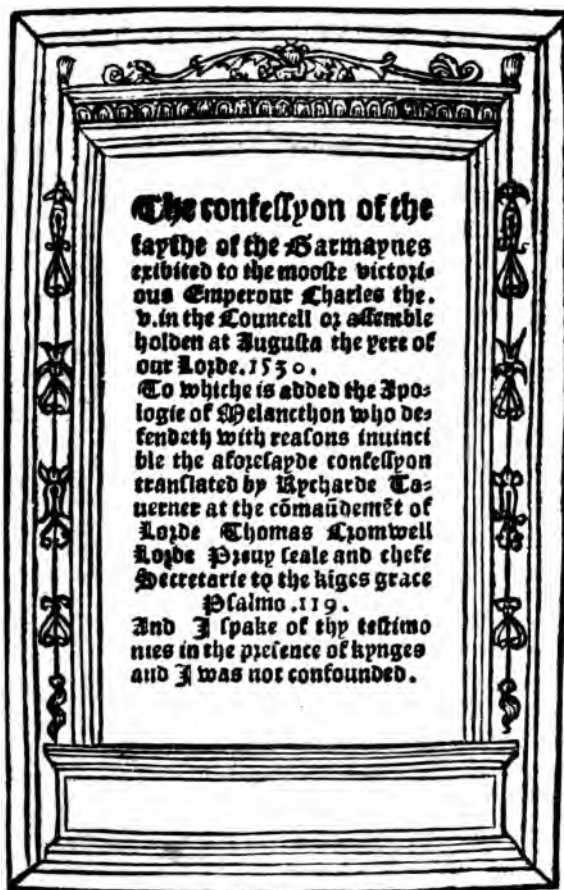 The confessyon of the
faythe of the Garmaynes
exibited to the mooste victori-
ous Emperour Charles the.
v. in the Councell or assemble
holden at Augusta the yere of
our Lorde. 1530.
To whiche is added the Apo-
logie of Melancthon who de-
fendeth with reasons inuinci
ble the aforesayde confessyon
translated by Rycharde Ta-
uerner at the cōmaūdemēt of
Lorde Thomas Cromwell
Lorde Preuy seale and chefe
Secretarie to the kiges grace
Psalmo. 119.
And I spake of thy testimo
nies in the presence of kynges
and I was not confounded.